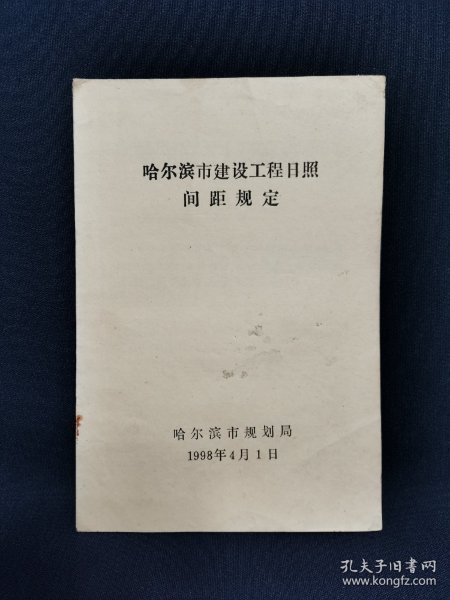 哈尔滨市建设工程日照
间距规定
哈尔滨市规划局
1998年4月1日
孔夫子旧书网
www.kongfz.com